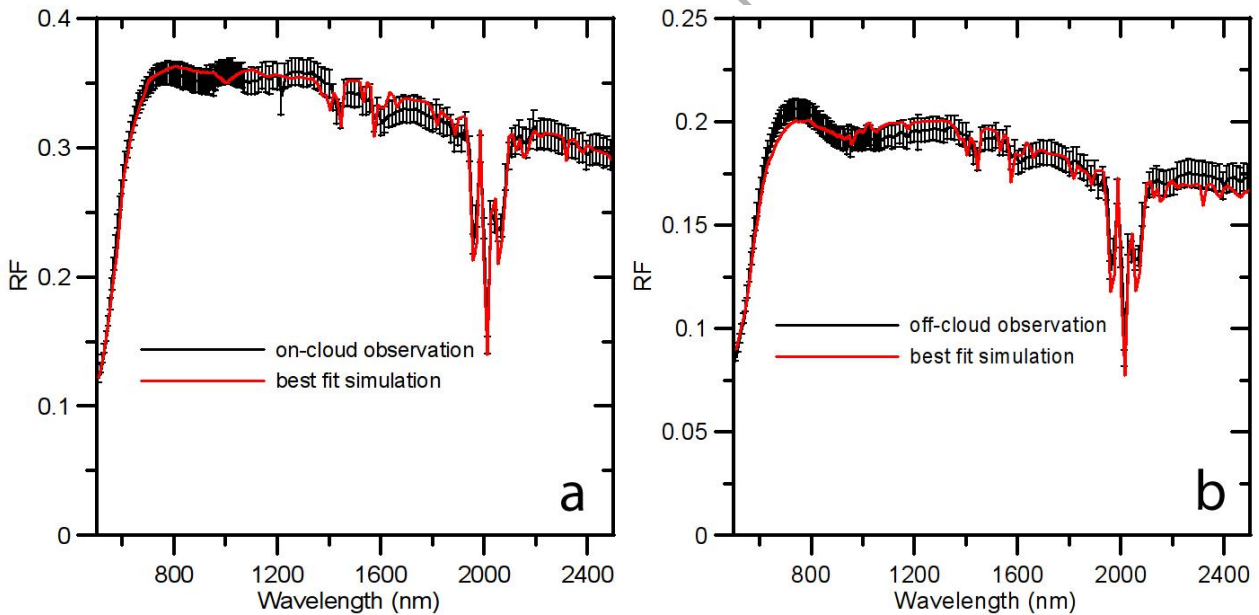 0.4
0.3
0.2
0.1
0
RF
on-cloud observation
best fit simulation
a
800 1200 1600 2000 2400
Wavelength (nm)
0.25
0.2
0.15
0.1
0.05
0
RF
off-cloud observation
best fit simulation
b
800 1200 1600 2000 2400
Wavelength (nm)